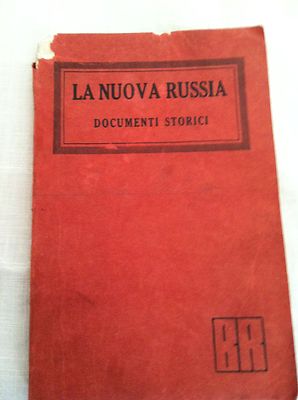 LA NUOVA RUSSIA
DOCUMENTI STORICI
BR